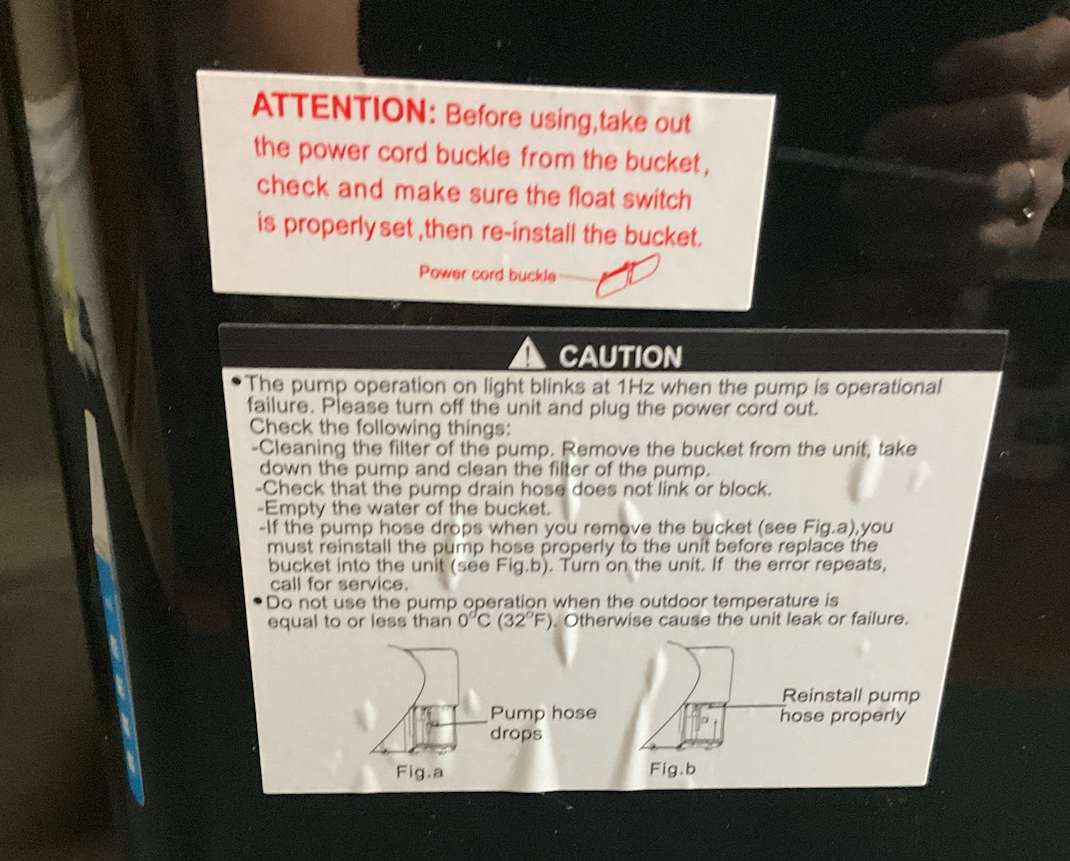 ATTENTION: Before using,take out
the power cord buckle from the bucket,
check and make sure the float switch
is properly set ,then re-install the bucket.
Power cord buckle
CAUTION
•The pump operation on light blinks at 1Hz when the pump is operational
failure. Please turn off the unit and plug the power cord out.
Check the following things:
-Cleaning the filter of the pump. Remove the bucket from the unit, take
down the pump and clean the filter of the pump.
-Check that the pump drain hose does not link or block.
-Empty the water of the bucket.
-If the pump hose drops when you remove the bucket (see Fig.a),you
must reinstall the pump hose properly to the unit before replace the
bucket into the unit (see Fig.b). Turn on the unit. If the error repeats,
call for service.
•Do not use the pump operation when the outdoor temperature is
equal to or less than 0°C (32°F). Otherwise cause the unit leak or failure.
Pump hose
drops
Fig.a
Reinstall pump
hose properly
Fig.b